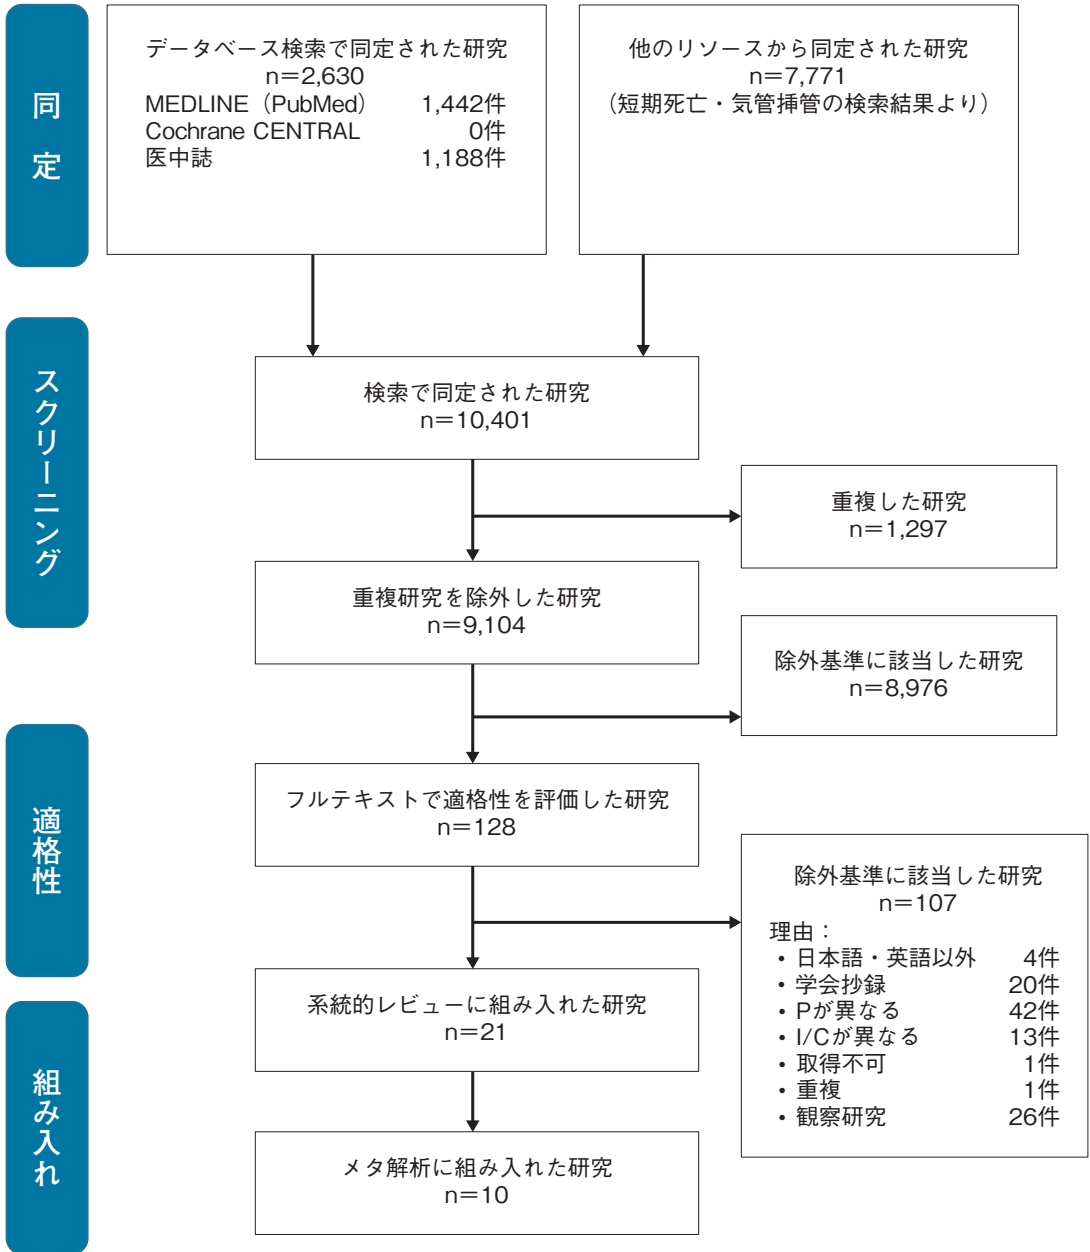 同定
データベース検索で同定された研究
n＝2,630
MEDLINE（PubMed） 1,442件
Cochrane CENTRAL 0件
医中誌 1,188件
他のリソースから同定された研究
n＝7,771
（短期死亡・気管挿管の検索結果より）
スクリーニング
検索で同定された研究
n＝10,401
重複した研究
n＝1,297
重複研究を除外した研究
n＝9,104
除外基準に該当した研究
n＝8,976
適格性
フルテキストで適格性を評価した研究
n＝128
除外基準に該当した研究
n＝107
理由：
・日本語・英語以外 4件
・学会抄録 20件
・Pが異なる 42件
・I/Cが異なる 13件
・取得不可 1件
・重複 1件
・観察研究 26件
組み入れ
系統的レビューに組み入れた研究
n＝21
メタ解析に組み入れた研究
n＝10